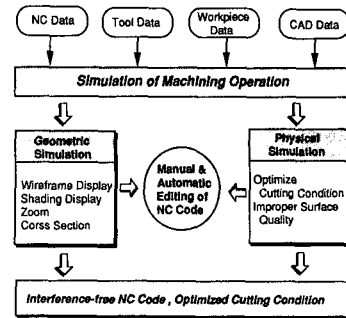 NC Data
Tool Data
Workpiece
Data
CAD Data
Simulation of Machining Operation
Geometric
Simulation
Wireframe Display
Shading Display
Zoom
Corss Section
Manual &
Automatic
Editing of
NC Code
Physical
Simulation
Optimize
Cutting Condition
Improper Surface
Quality
Interference-free NC Code , Optimized Cutting Condition